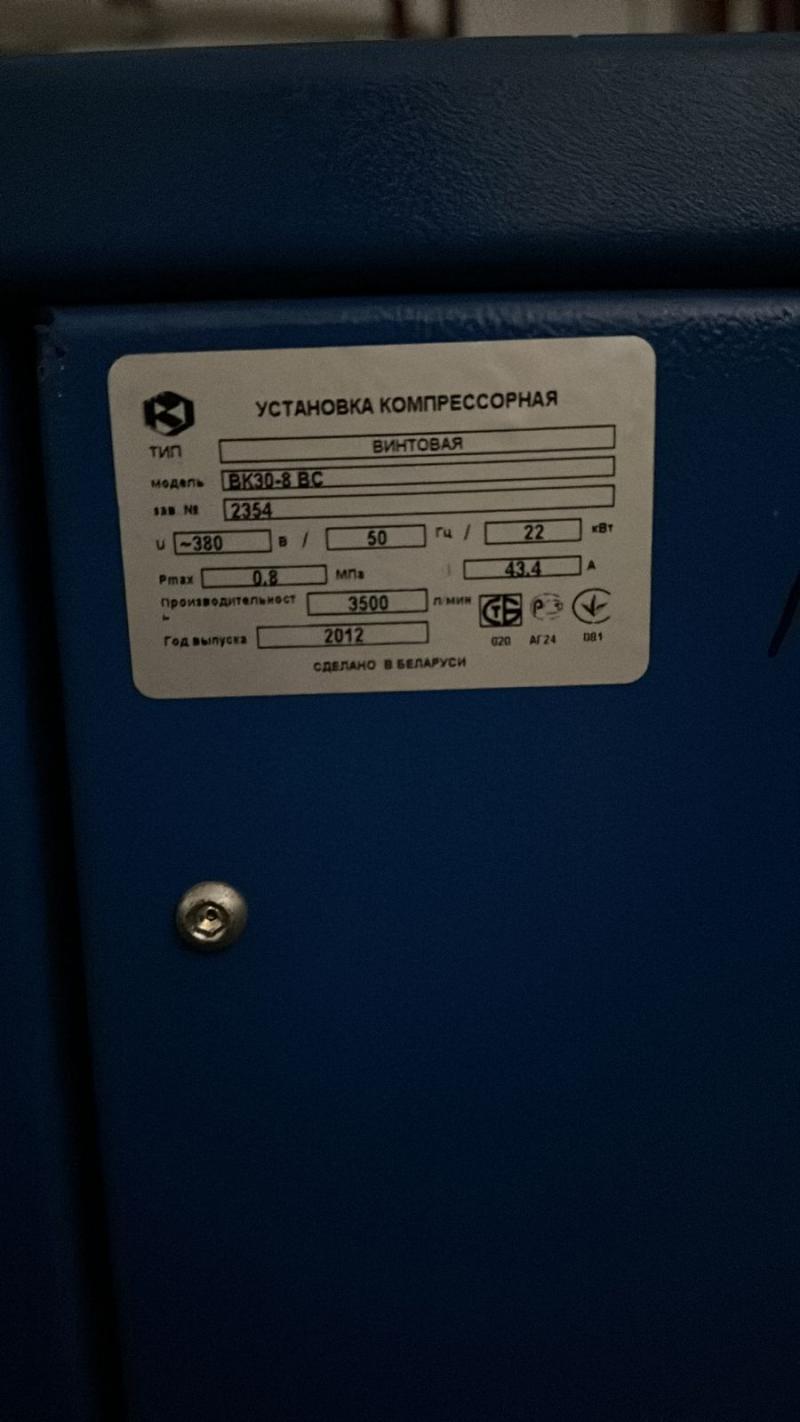 УСТАНОВКА КОМПРЕССОРНАЯ
ТИП ВИНТОВАЯ
модель ВК30-8 ВС
зав. № 2354
U ~380 В / 50 Гц / 22 кВт
Pmax 0,8 МПа 43,4 А
Производительност
ь 3500 л/мин
Год выпуска 2012
020 АГ24 081
СДЕЛАНО В БЕЛАРУСИ